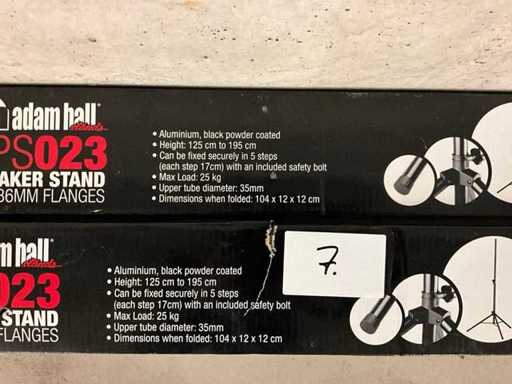 adam hall
stands
PS023
AKER STAND
36MM FLANGES
• Aluminium, black powder coated
• Height: 125 cm to 195 cm
• Can be fixed securely in 5 steps
(each step 17cm) with an included safety bolt
• Max Load: 25 kg
• Upper tube diameter: 35mm
• Dimensions when folded: 104 x 12 x 12 cm
am hall
stands
023
STAND
FLANGES
• Aluminium, black powder coated
• Height: 125 cm to 195 cm
• Can be fixed securely in 5 steps
(each step 17cm) with an included safety bolt
• Max Load: 25 kg
• Upper tube diameter: 35mm
• Dimensions when folded: 104 x 12 x 12 cm
7.